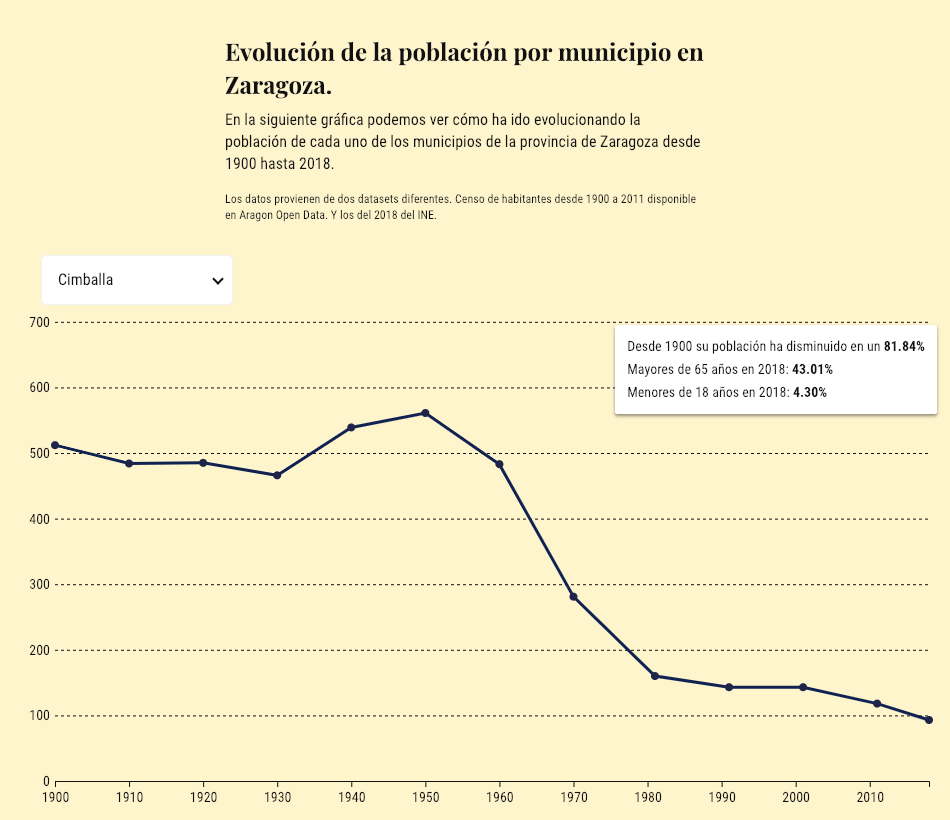 Evolución de la población por municipio en
Zaragoza.
En la siguiente gráfica podemos ver cómo ha ido evolucionando la
población de cada uno de los municipios de la provincia de Zaragoza desde
1900 hasta 2018.
Los datos provienen de dos datasets diferentes. Censo de habitantes desde 1900 a 2011 disponible
en Aragon Open Data. Y los del 2018 del INE.
Cimballa
Desde 1900 su población ha disminuido en un 81.84%
Mayores de 65 años en 2018: 43.01%
Menores de 18 años en 2018: 4.30%
700
600
500
400
300
200
100
0
1900 1910 1920 1930 1940 1950 1960 1970 1980 1990 2000 2010